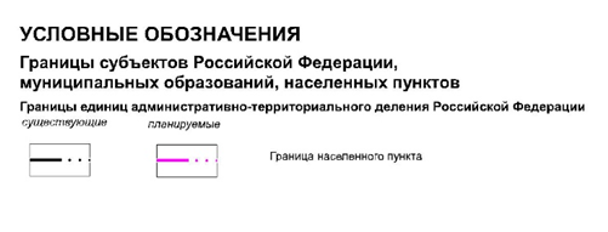 УСЛОВНЫЕ ОБОЗНАЧЕНИЯ
Границы субъектов Российской Федерации,
муниципальных образований, населенных пунктов
Границы единиц административно-территориального деления Российской Федерации
существующие планируемые
Граница населенного пункта